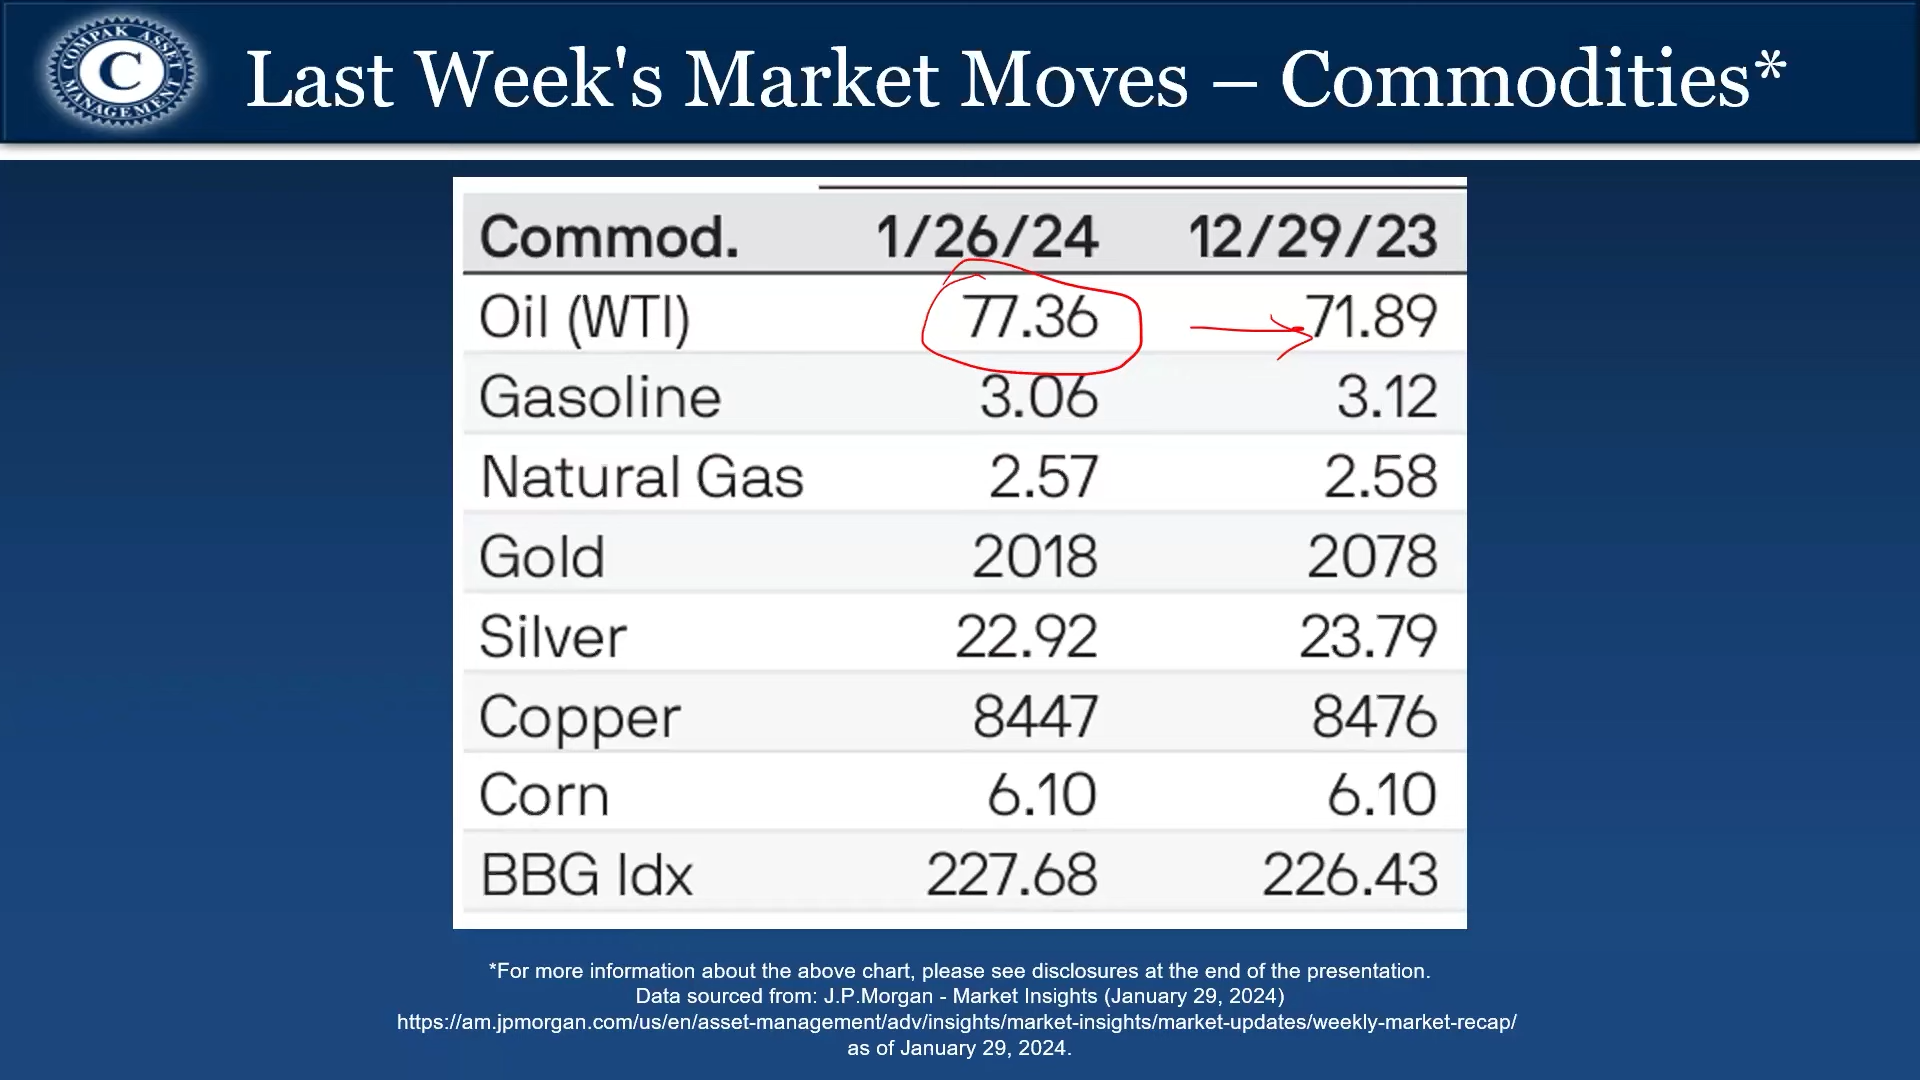 COMPAK ASSET
C
MANAGEMENT
Last Week's Market Moves – Commodities*
Commod. 1/26/24 12/29/23
Oil (WTI) 77.36 71.89
Gasoline 3.06 3.12
Natural Gas 2.57 2.58
Gold 2018 2078
Silver 22.92 23.79
Copper 8447 8476
Corn 6.10 6.10
BBG Idx 227.68 226.43
*For more information about the above chart, please see disclosures at the end of the presentation.
Data sourced from: J.P.Morgan - Market Insights (January 29, 2024)
https://am.jpmorgan.com/us/en/asset-management/adv/insights/market-insights/market-updates/weekly-market-recap/
as of January 29, 2024.